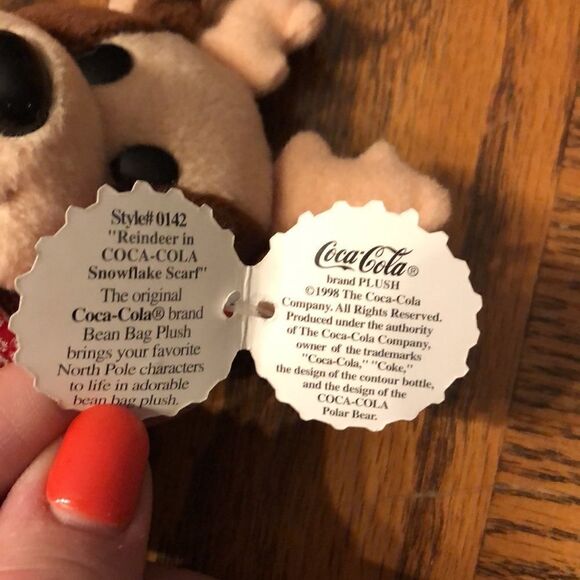 Style# 0142
"Reindeer in
COCA-COLA
Snowflake Scarf"
The original
Coca-Cola® brand
Bean Bag Plush
brings your favorite
North Pole characters
to life in adorable
bean bag plush.
Coca-Cola®
brand PLUSH
©1998 The Coca-Cola
Company. All Rights Reserved.
Produced under the authority
of The Coca-Cola Company,
owner of the trademarks
"Coca-Cola," "Coke,"
the design of the contour bottle,
and the design of the
COCA-COLA
Polar Bear.